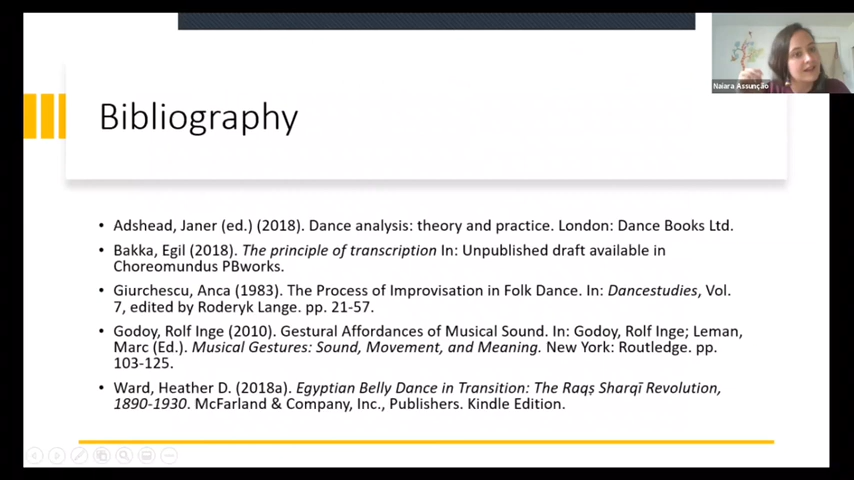 Naiara Assunção
Bibliography
• Adshead, Janer (ed.) (2018). Dance analysis: theory and practice. London: Dance Books Ltd.
• Bakka, Egil (2018). The principle of transcription In: Unpublished draft available in
Choreomundus PBworks.
• Giurchescu, Anca (1983). The Process of Improvisation in Folk Dance. In: Dancestudies, Vol.
7, edited by Roderyk Lange. pp. 21-57.
• Godoy, Rolf Inge (2010). Gestural Affordances of Musical Sound. In: Godoy, Rolf Inge; Leman,
Marc (Ed.). Musical Gestures: Sound, Movement, and Meaning. New York: Routledge. pp.
103-125.
• Ward, Heather D. (2018a). Egyptian Belly Dance in Transition: The Raqṣ Sharqī Revolution,
1890-1930. McFarland & Company, Inc., Publishers. Kindle Edition.